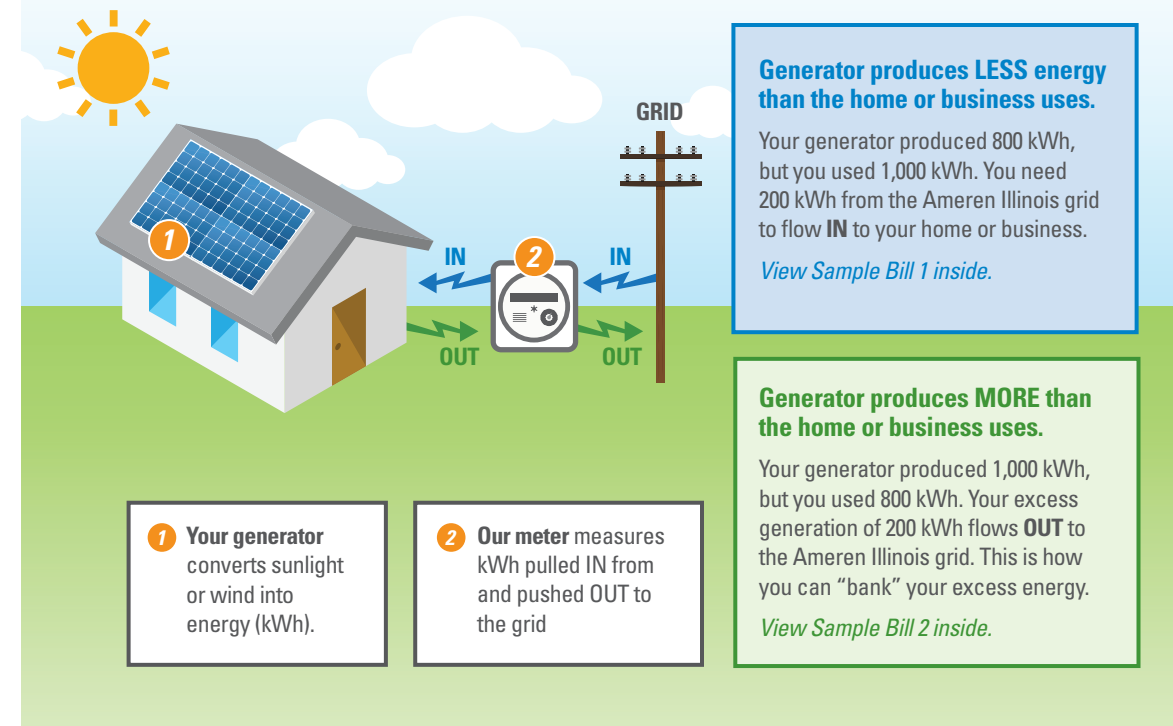 GRID
1
IN
2
IN
OUT
OUT
Generator produces LESS energy
than the home or business uses.
Your generator produced 800 kWh,
but you used 1,000 kWh. You need
200 kWh from the Ameren Illinois grid
to flow IN to your home or business.
View Sample Bill 1 inside.
Generator produces MORE than
the home or business uses.
Your generator produced 1,000 kWh,
but you used 800 kWh. Your excess
generation of 200 kWh flows OUT to
the Ameren Illinois grid. This is how
you can “bank” your excess energy.
View Sample Bill 2 inside.
1 Your generator
converts sunlight
or wind into
energy (kWh).
2 Our meter measures
kWh pulled IN from
and pushed OUT to
the grid